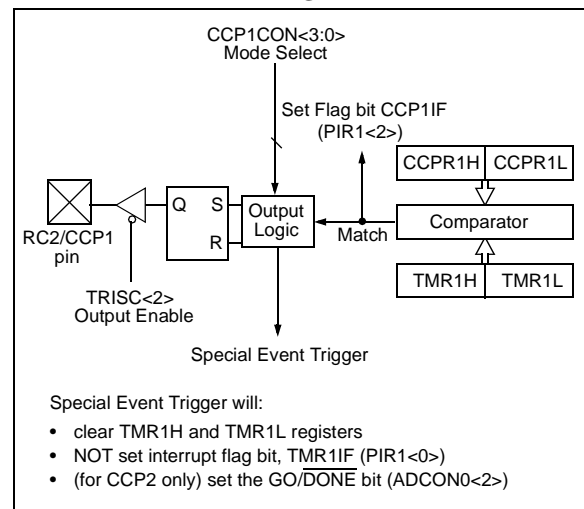 CCP1CON<3:0>
Mode Select
Set Flag bit CCP1IF
(PIR1<2>)
CCPR1H CCPR1L
Q S
R
Output
Logic
Match
Comparator
RC2/CCP1
pin
TMR1H TMR1L
TRISC<2>
Output Enable
Special Event Trigger
Special Event Trigger will:
• clear TMR1H and TMR1L registers
• NOT set interrupt flag bit, TMR1IF (PIR1<0>)
• (for CCP2 only) set the GO/DONE bit (ADCON0<2>)